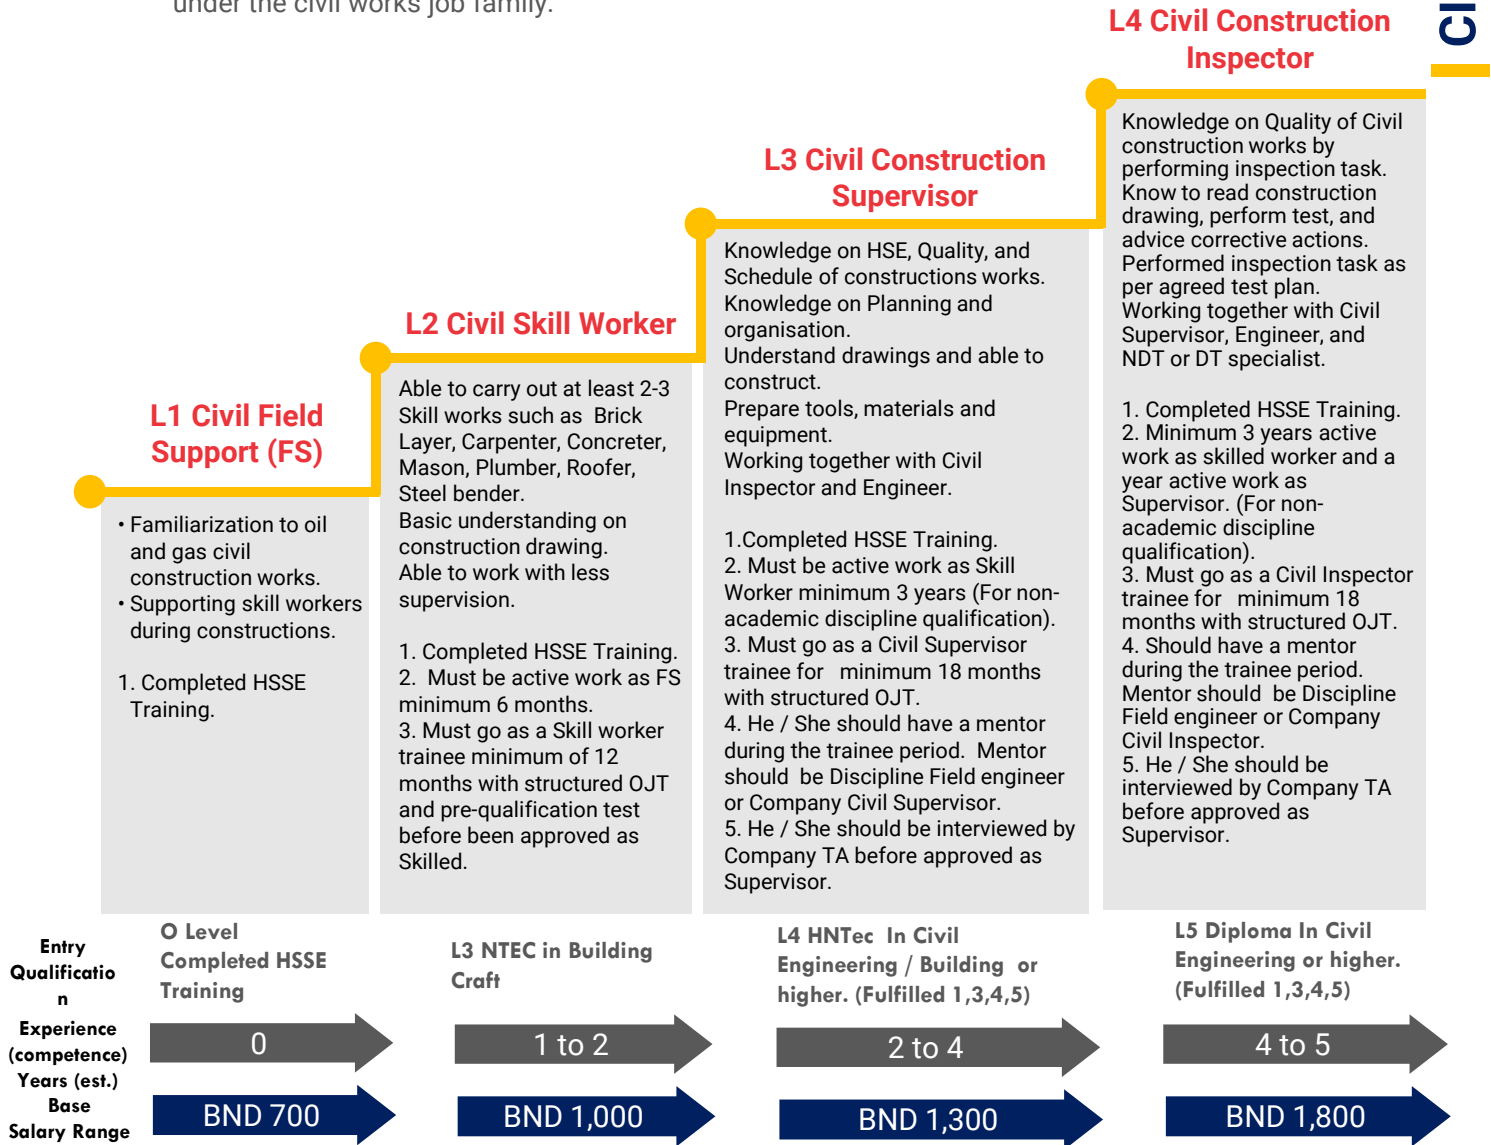 under the civil works job family.
CI
L4 Civil Construction
Inspector
Knowledge on Quality of Civil
construction works by
performing inspection task.
Know to read construction
drawing, perform test, and
advice corrective actions.
Performed inspection task as
per agreed test plan.
Working together with Civil
Supervisor, Engineer, and
NDT or DT specialist.
1. Completed HSSE Training.
2. Minimum 3 years active
work as skilled worker and a
year active work as
Supervisor. (For non-
academic discipline
qualification).
3. Must go as a Civil Inspector
trainee for minimum 18
months with structured OJT.
4. Should have a mentor
during the trainee period.
Mentor should be Discipline
Field engineer or Company
Civil Inspector.
5. He / She should be
interviewed by Company TA
before approved as
Supervisor.
L3 Civil Construction
Supervisor
Knowledge on HSE, Quality, and
Schedule of constructions works.
Knowledge on Planning and
organisation.
Understand drawings and able to
construct.
Prepare tools, materials and
equipment.
Working together with Civil
Inspector and Engineer.
1.Completed HSSE Training.
2. Must be active work as Skill
Worker minimum 3 years (For non-
academic discipline qualification).
3. Must go as a Civil Supervisor
trainee for minimum 18 months
with structured OJT.
4. He / She should have a mentor
during the trainee period. Mentor
should be Discipline Field engineer
or Company Civil Supervisor.
5. He / She should be interviewed by
Company TA before approved as
Supervisor.
L2 Civil Skill Worker
Able to carry out at least 2-3
Skill works such as Brick
Layer, Carpenter, Concreter,
Mason, Plumber, Roofer,
Steel bender.
Basic understanding on
construction drawing.
Able to work with less
supervision.
1. Completed HSSE Training.
2. Must be active work as FS
minimum 6 months.
3. Must go as a Skill worker
trainee minimum of 12
months with structured OJT
and pre-qualification test
before been approved as
Skilled.
L1 Civil Field
Support (FS)
• Familiarization to oil
and gas civil
construction works.
• Supporting skill workers
during constructions.
1. Completed HSSE
Training.
Entry
Qualificatio
n
O Level
Completed HSSE
Training
L3 NTEC in Building
Craft
L4 HNTec In Civil
Engineering / Building or
higher. (Fulfilled 1,3,4,5)
L5 Diploma In Civil
Engineering or higher.
(Fulfilled 1,3,4,5)
Experience
(competence)
Years (est.)
0
1 to 2
2 to 4
4 to 5
Base
Salary Range
BND 700
BND 1,000
BND 1,300
BND 1,800